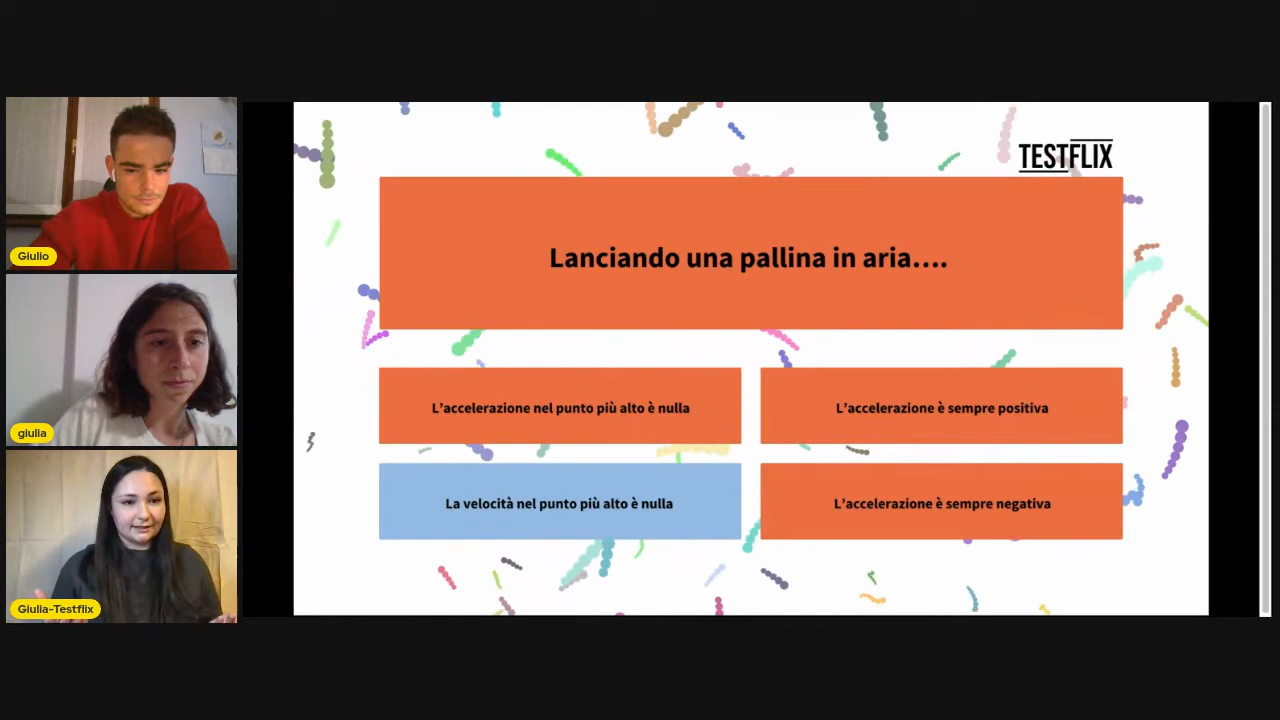 Giulio
giulia
Giulia-Testflix
TESTFLIX
Lanciando una pallina in aria....
L'accelerazione nel punto più alto è nulla
L'accelerazione è sempre positiva
La velocità nel punto più alto è nulla
L'accelerazione è sempre negativa